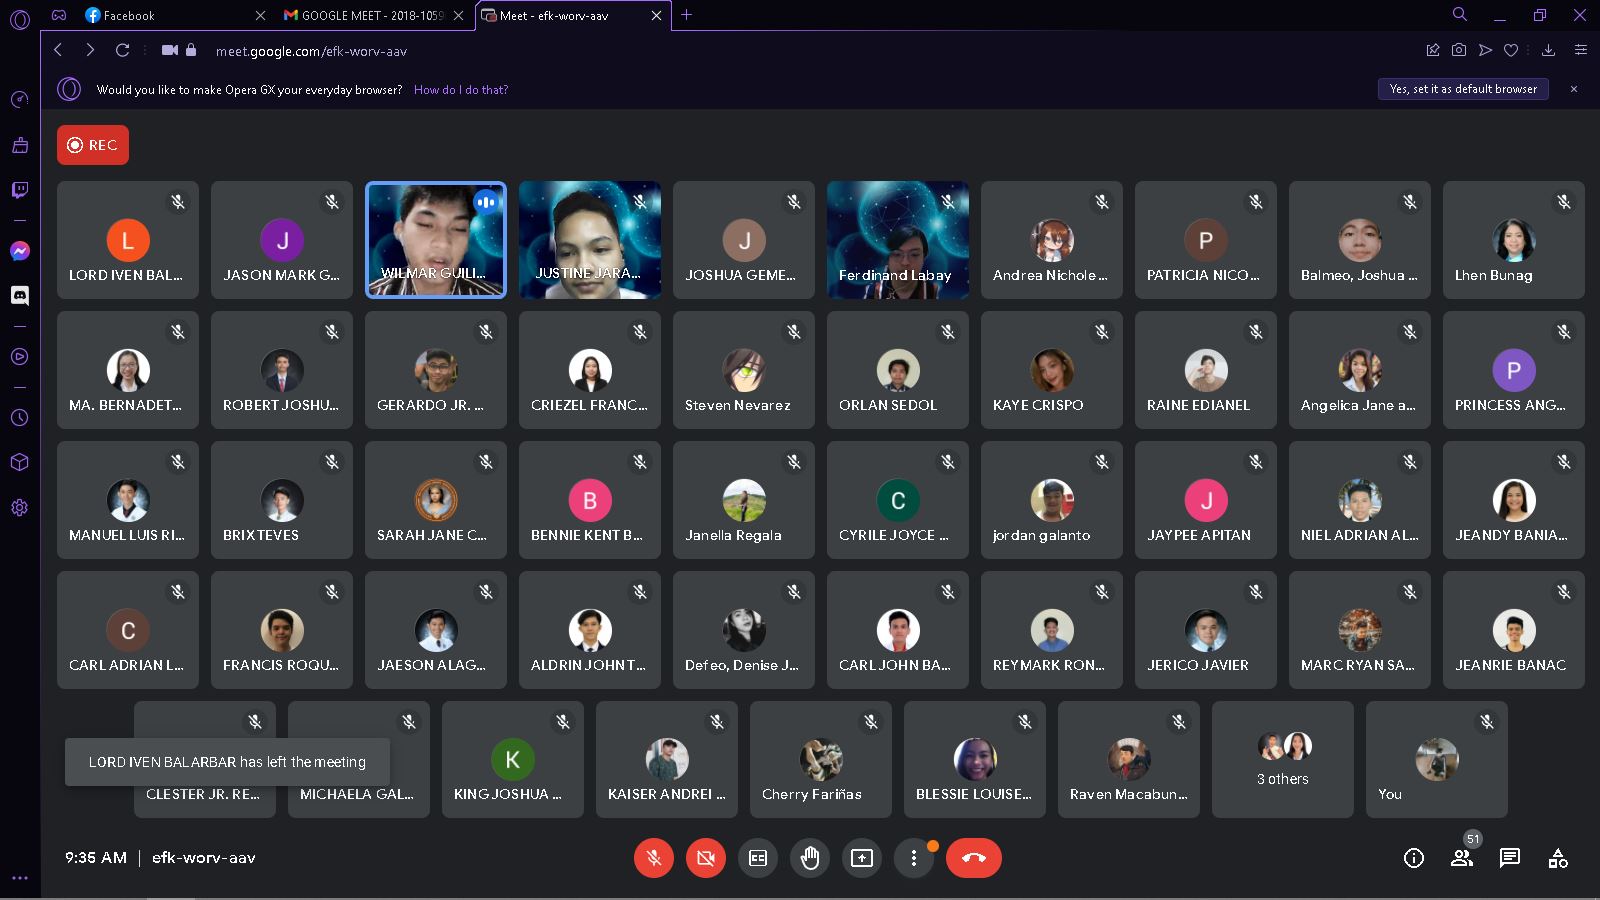 Facebook
GOOGLE MEET - 2018-1059
Meet - efk-worv-aav
meet.google.com/efk-worv-aav
Would you like to make Opera GX your everyday browser? How do I do that?
Yes, set it as default browser
REC
L
J
J
P
LORD IVEN BAL...
JASON MARK G...
WILMAR GUILI...
JUSTINE JARA...
JOSHUA GEME...
Ferdinand Labay
Andrea Nichole ...
PATRICIA NICO...
Balmeo, Joshua ...
Lhen Bunag
P
MA. BERNADET...
ROBERT JOSHU...
GERARDO JR. ...
CRIEZEL FRANC...
Steven Nevarez
ORLAN SEDOL
KAYE CRISPO
RAINE EDIANEL
Angelica Jane a...
PRINCESS ANG...
B
C
J
MANUEL LUIS RI...
BRIX TEVES
SARAH JANE C...
BENNIE KENT B...
Janella Regala
CYRILE JOYCE ...
jordan galanto
JAYPEE APITAN
NIEL ADRIAN AL...
JEANDY BANIA...
C
CARL ADRIAN L...
FRANCIS ROQU...
JAESON ALAG...
ALDRIN JOHN T...
Defeo, Denise J...
CARL JOHN BA...
REYMARK RON...
JERICO JAVIER
MARC RYAN SA...
JEANRIE BANAC
LORD IVEN BALARBAR has left the meeting
K
3 others
CLESTER JR. RE...
MICHAELA GAL...
KING JOSHUA ...
KAISER ANDREI ...
Cherry Fariñas
BLESSIE LOUISE...
Raven Macabun...
You
9:35 AM | efk-worv-aav
51